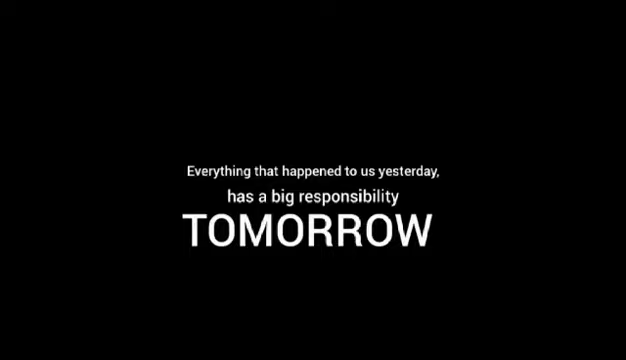 Everything that happened to us yesterday,
has a big responsibility
TOMORROW